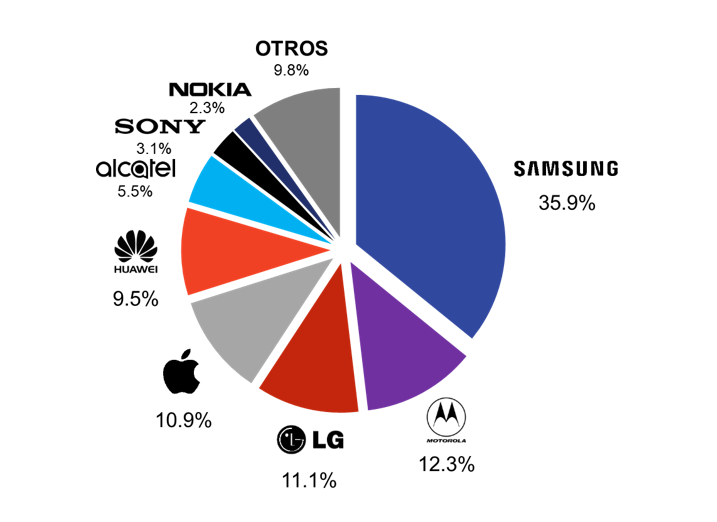 OTROS
9.8%
NOKIA
2.3%
SONY
3.1%
alcatel
5.5%
HUAWEI
9.5%
10.9%
LG
11.1%
MOTOROLA
12.3%
SAMSUNG
35.9%